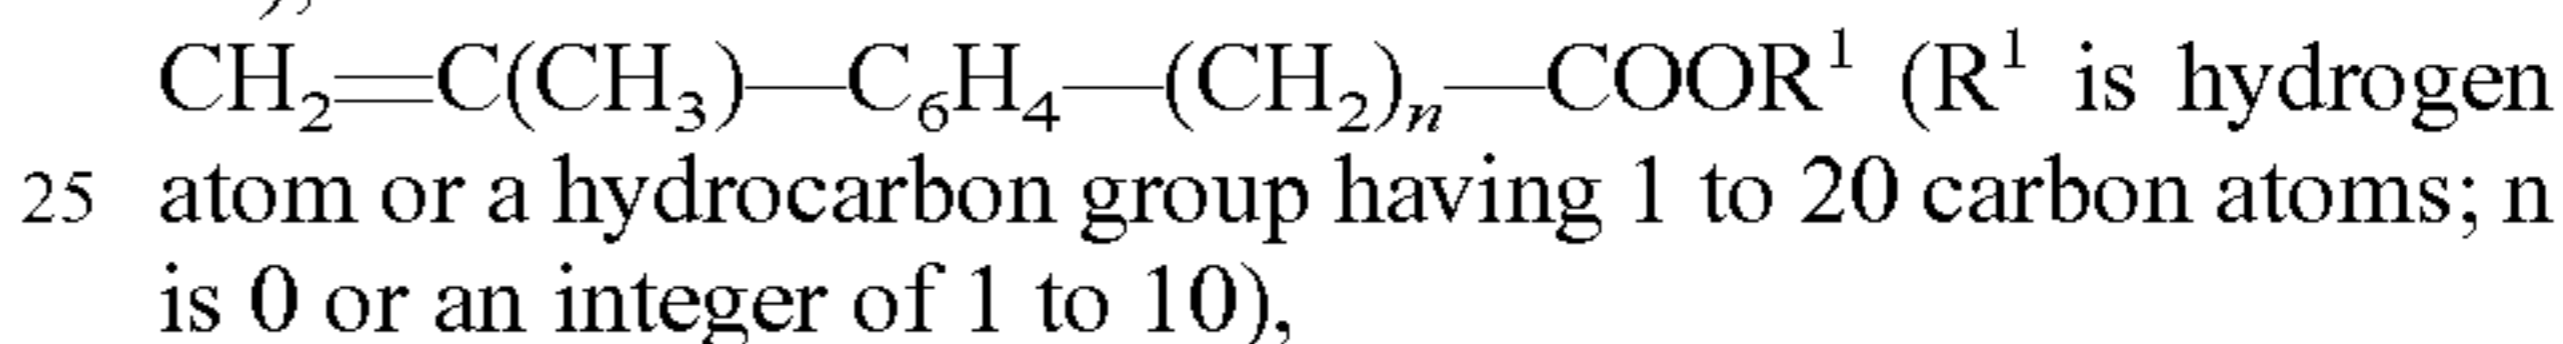 CH₂=C(CH₃)—C₆H₄—(CH₂)ₙ—COOR¹ (R¹ is hydrogen
25 atom or a hydrocarbon group having 1 to 20 carbon atoms; n
is 0 or an integer of 1 to 10),